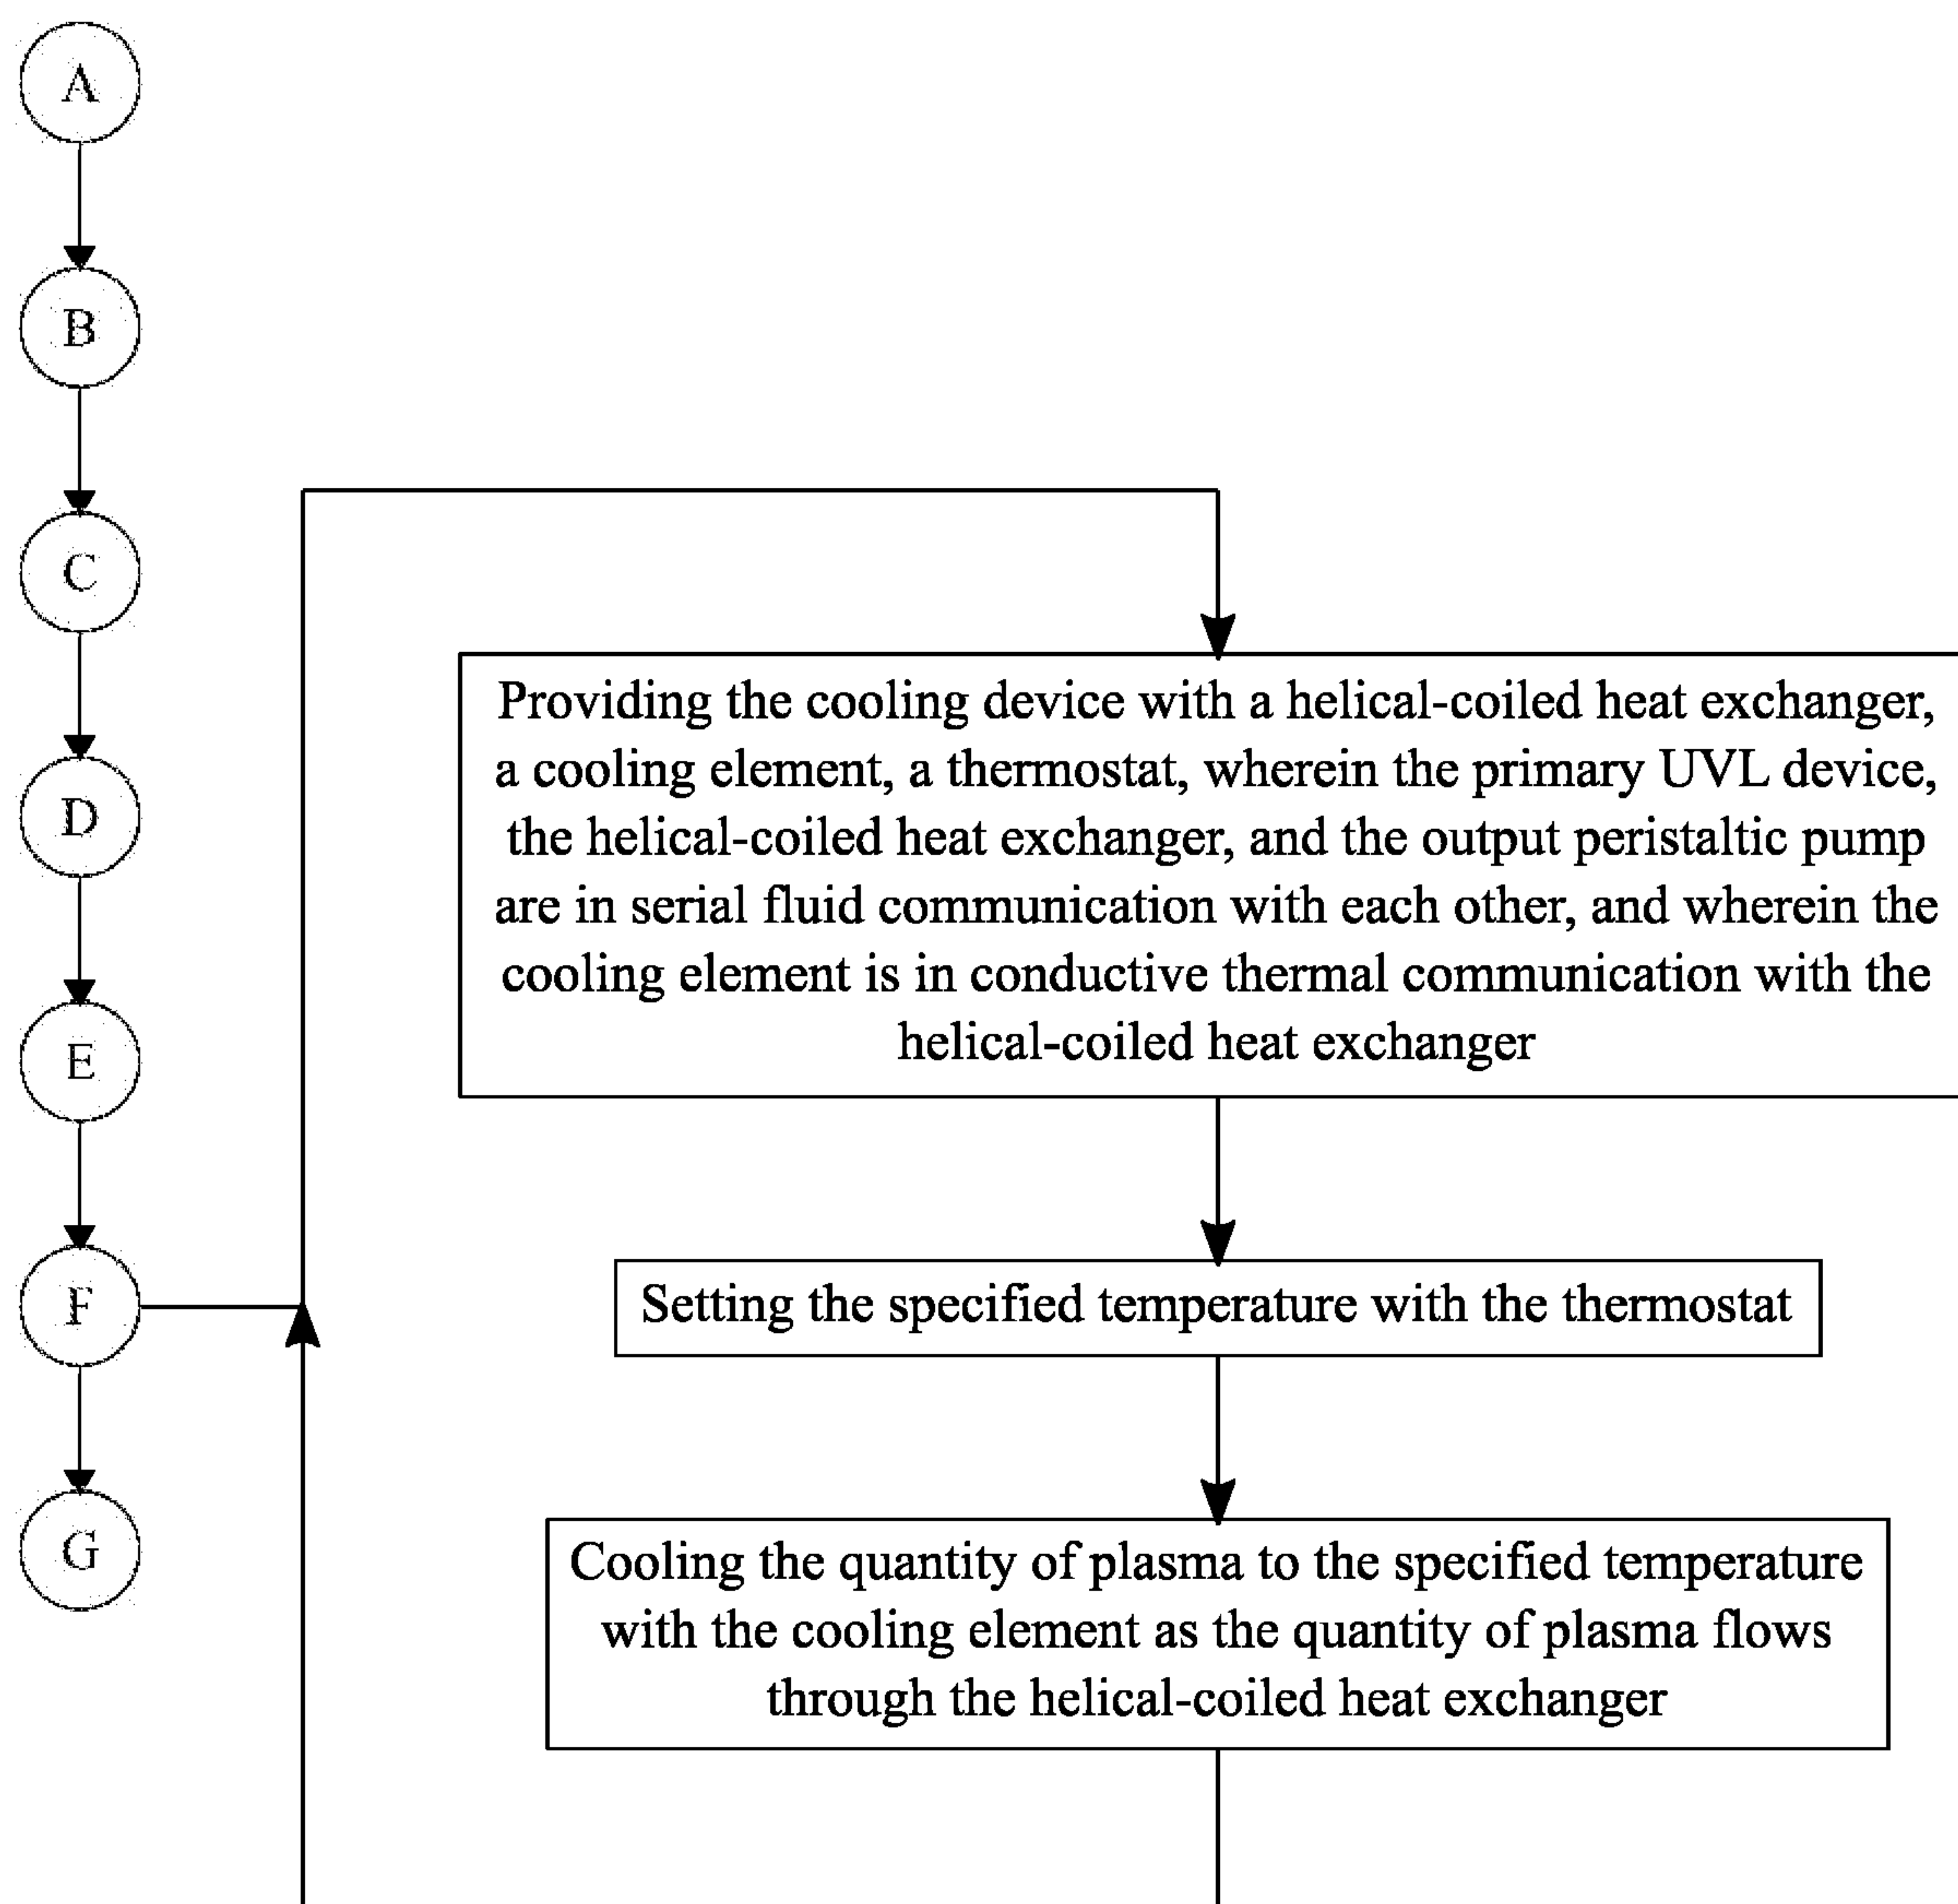 A
B
C
D
E
F
G
Providing the cooling device with a helical-coiled heat exchanger,
a cooling element, a thermostat, wherein the primary UVL device,
the helical-coiled heat exchanger, and the output peristaltic pump
are in serial fluid communication with each other, and wherein the
cooling element is in conductive thermal communication with the
helical-coiled heat exchanger
Setting the specified temperature with the thermostat
Cooling the quantity of plasma to the specified temperature
with the cooling element as the quantity of plasma flows
through the helical-coiled heat exchanger